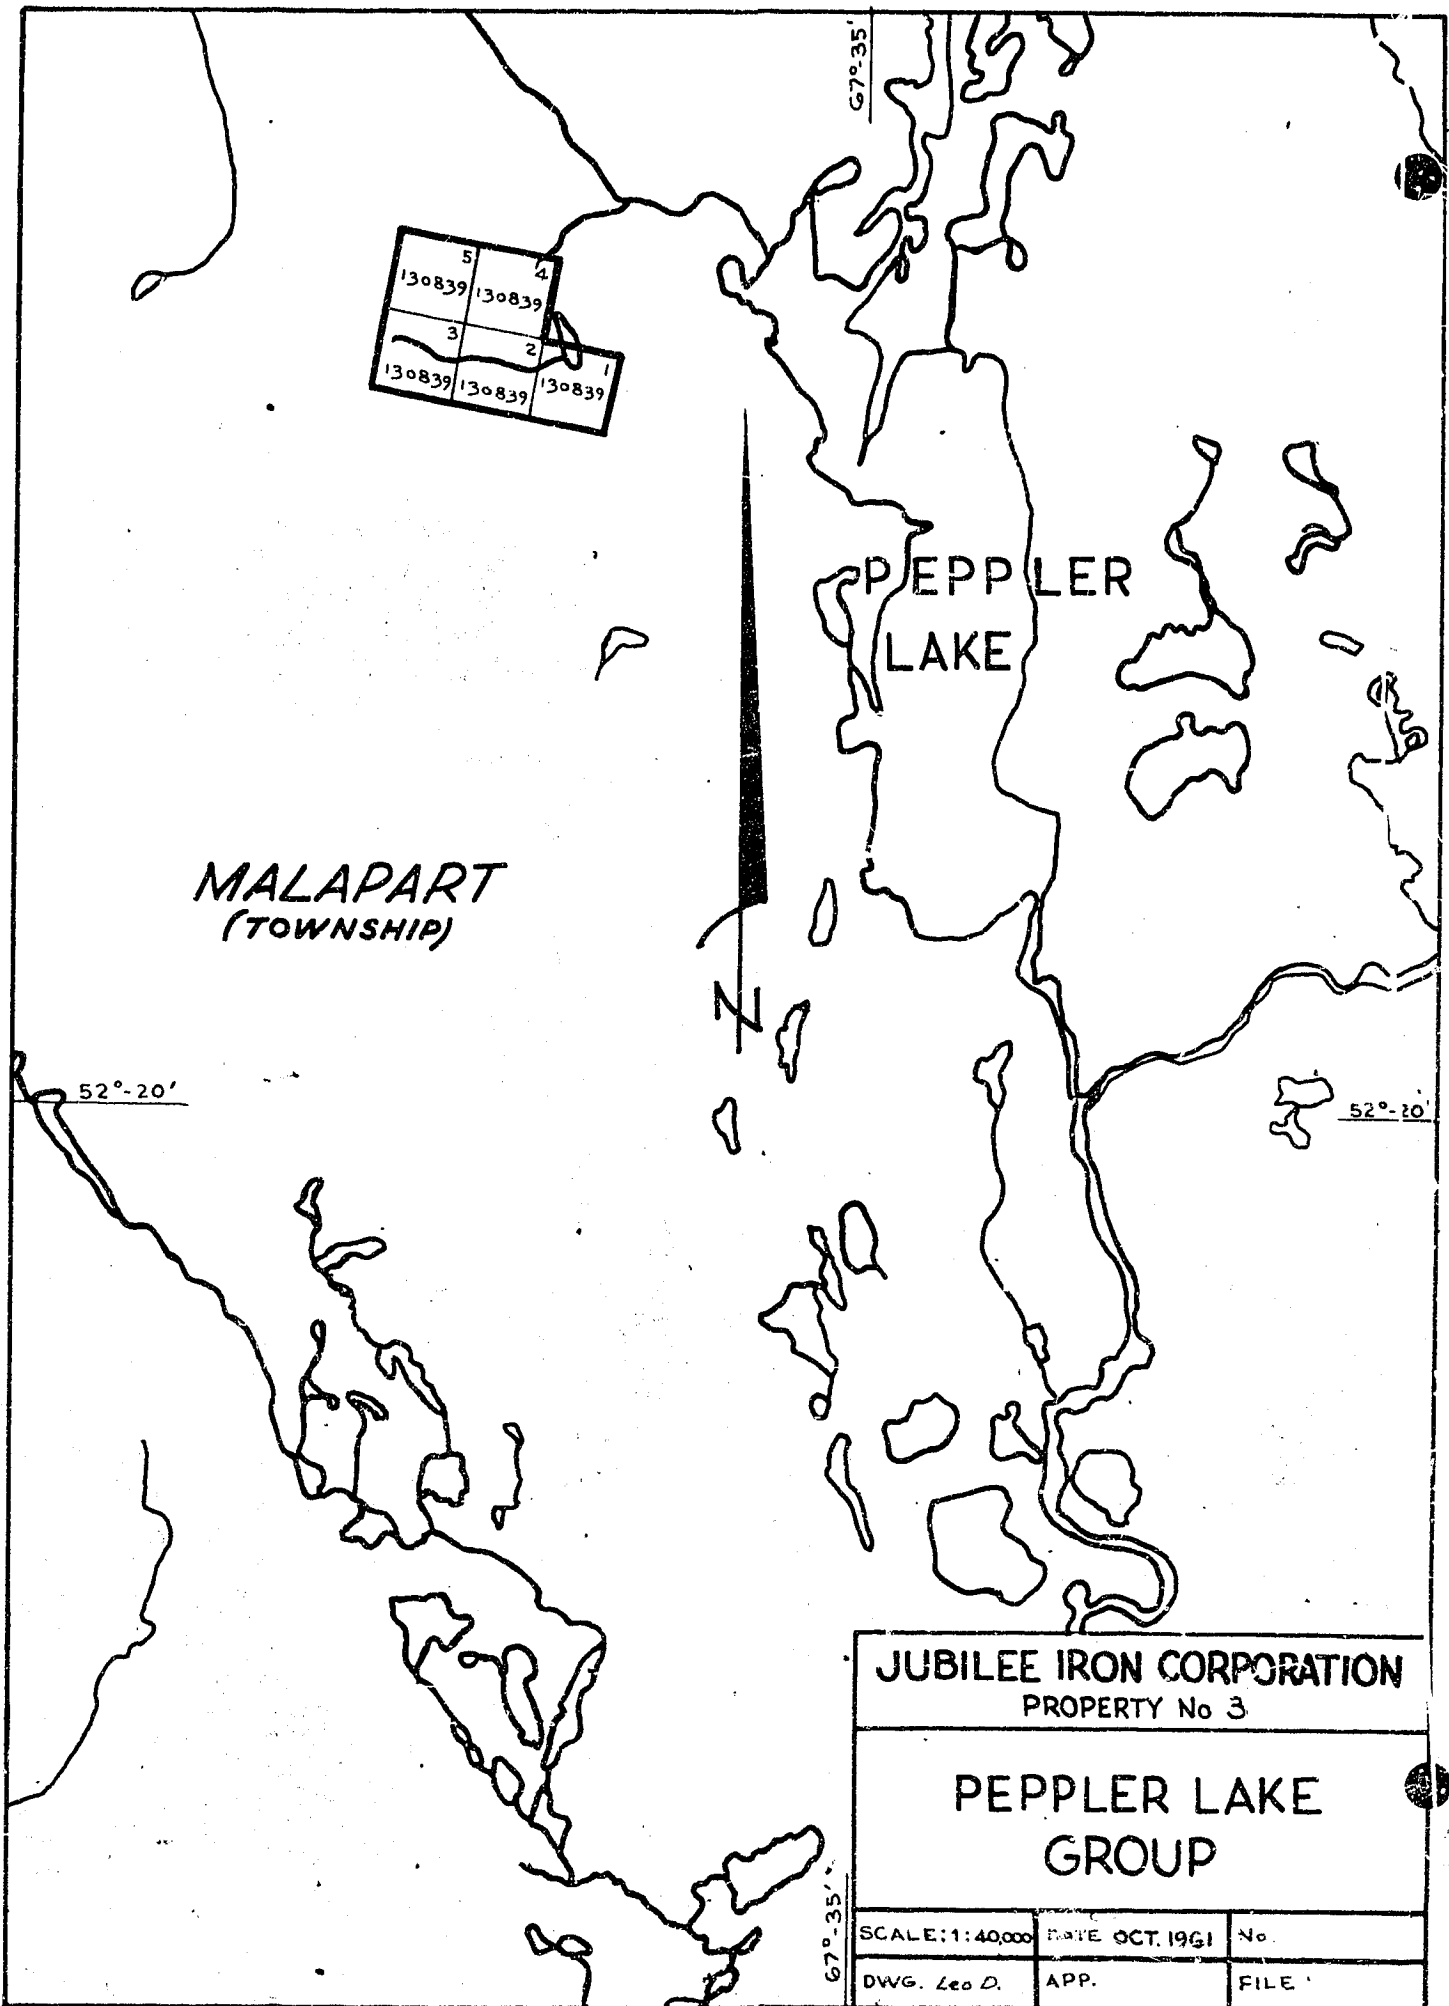 67°-35'
5
4
130839
130839
3
2
1
130839
130839
130839
PEPPLER
LAKE
MALAPART
(TOWNSHIP)
N
52°-20'
52°-20'
JUBILEE IRON CORPORATION
PROPERTY No 3
PEPPLER LAKE
GROUP
67°-35'
SCALE: 1:40,000
DATE OCT. 1961
No.
DWG. Leo D.
APP.
FILE